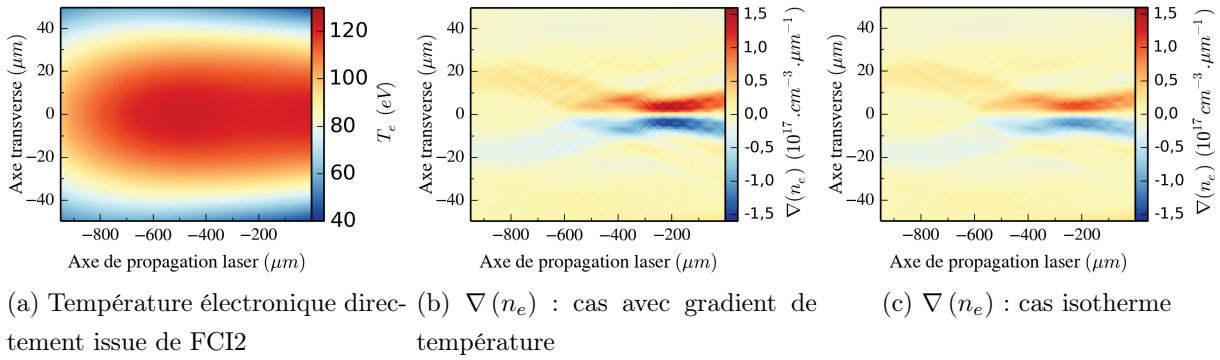 40
20
0
−20
−40
−800 −600 −400 −200
Axe transverse (μm)
Axe de propagation laser (μm)
120
100
80
60
40
T_e (eV)
40
20
0
−20
−40
−800 −600 −400 −200
Axe transverse (μm)
Axe de propagation laser (μm)
1,5
1,0
0,5
0,0
-0,5
-1,0
-1,5
∇(n_e) (10^17 .cm^−3 .μm^−1)
40
20
0
−20
−40
−800 −600 −400 −200
Axe transverse (μm)
Axe de propagation laser (μm)
1,5
1,0
0,5
0,0
-0,5
-1,0
-1,5
∇(n_e) (10^17 cm^−3 .μm^−1)
(a) Température électronique direc-
tement issue de FCI2
(b) ∇ (n_e) : cas avec gradient de
température
(c) ∇ (n_e) : cas isotherme